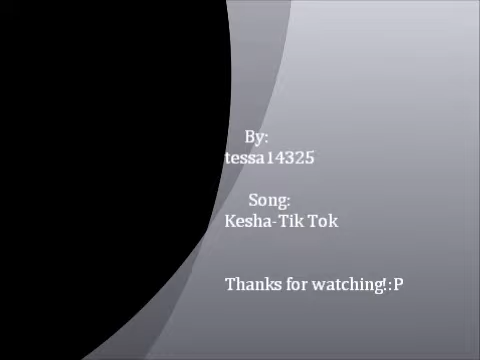 By:
tessa14325
Song:
Kesha-Tik Tok
Thanks for watching!:P